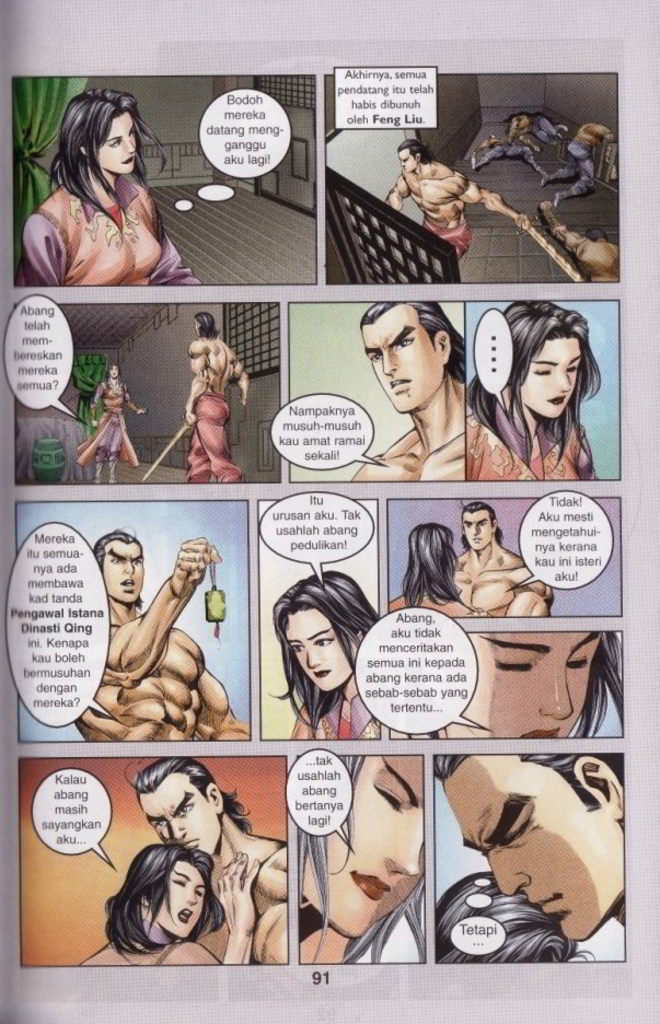 Bodoh
mereka
datang meng-
ganggu
aku lagi!
Akhirnya, semua
pendatang itu telah
habis dibunuh
oleh Feng Liu.
Abang
telah
mem-
bereskan
mereka
semua?
Nampaknya
musuh-musuh
kau amat ramai
sekali!
....
Mereka
itu semua-
nya ada
membawa
kad tanda
Pengawal Istana
Dinasti Qing
ini. Kenapa
kau boleh
bermusuhan
dengan
mereka?
Itu
urusan aku. Tak
usahlah abang
pedulikan!
Tidak!
Aku mesti
mengetahui-
nya kerana
kau ini isteri
aku!
Abang,
aku tidak
menceritakan
semua ini kepada
abang kerana ada
sebab-sebab yang
tertentu...
Kalau
abang
masih
sayangkan
aku...
...tak
usahlah
abang
bertanya
lagi!
Tetapi
...
91